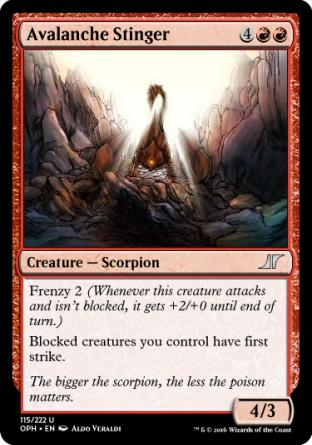 Avalanche Stinger 4
Creature — Scorpion
Frenzy 2 (Whenever this creature attacks
and isn't blocked, it gets +2/+0 until end of
turn.)
Blocked creatures you control have first
strike.
The bigger the scorpion, the less the poison
matters.
4/3
115/222 U
OPH • EN Aldo Veraldi
™ & © 2016 Wizards of the Coast